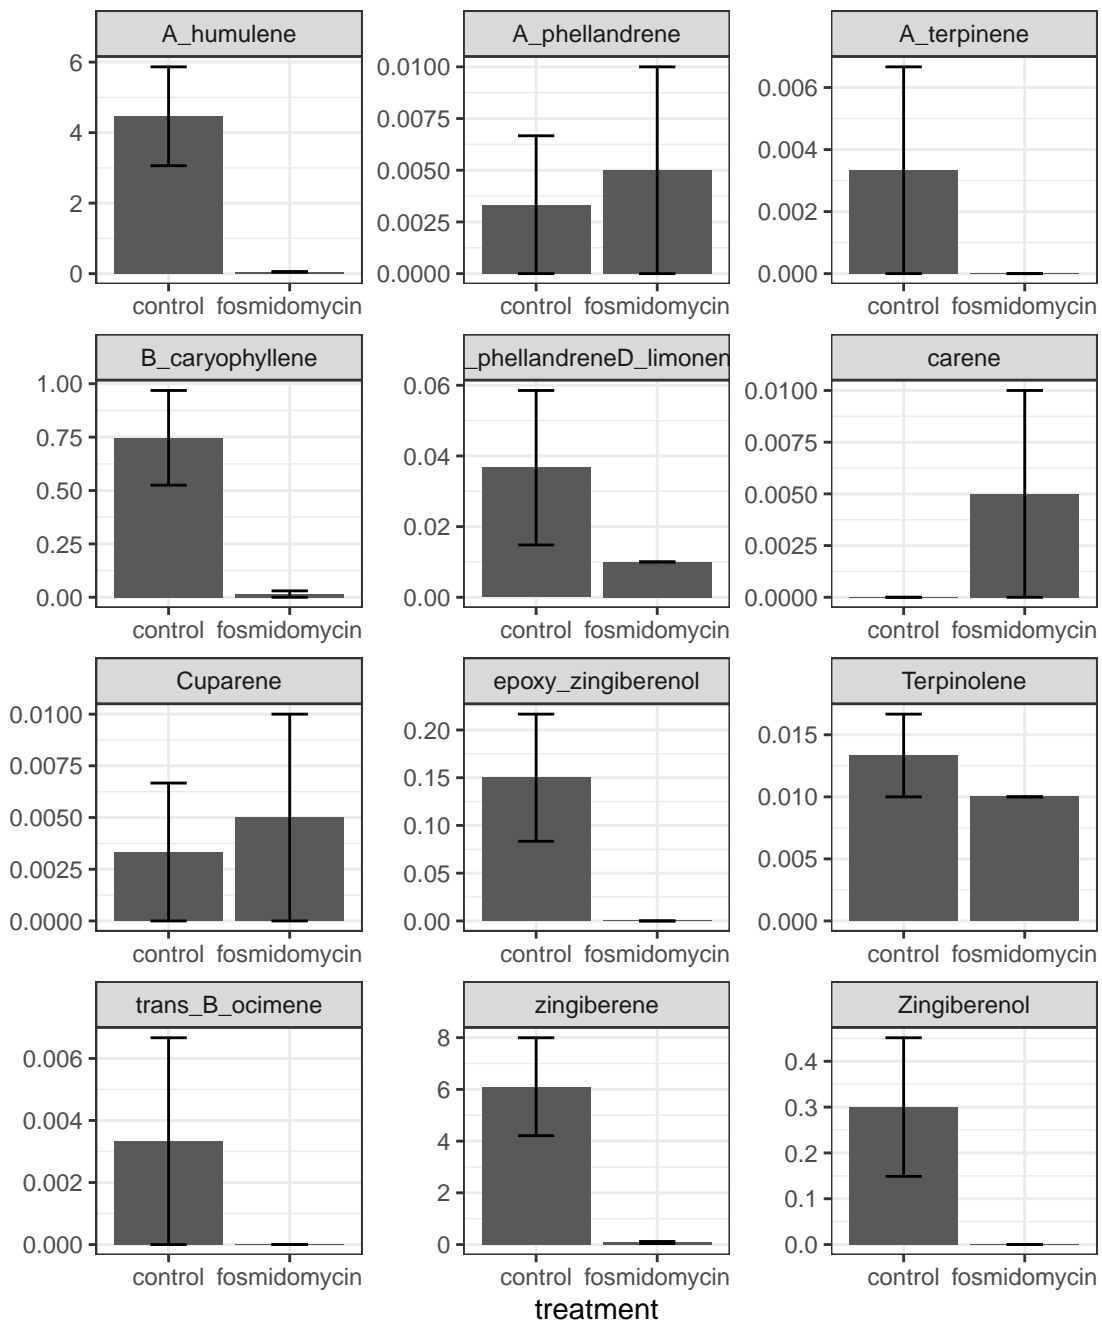 A_humulene
A_phellandrene
A_terpinene
6
4
2
0
0.0100
0.0075
0.0050
0.0025
0.0000
0.006
0.004
0.002
0.000
control fosmidomycin
control fosmidomycin
control fosmidomycin
B_caryophyllene
_phellandreneD_limonen
carene
1.00
0.75
0.50
0.25
0.00
0.06
0.04
0.02
0.00
0.0100
0.0075
0.0050
0.0025
0.0000
control fosmidomycin
control fosmidomycin
control fosmidomycin
Cuparene
epoxy_zingiberenol
Terpinolene
0.0100
0.0075
0.0050
0.0025
0.0000
0.20
0.15
0.10
0.05
0.00
0.015
0.010
0.005
0.000
control fosmidomycin
control fosmidomycin
control fosmidomycin
trans_B_ocimene
zingiberene
Zingiberenol
0.006
0.004
0.002
0.000
8
6
4
2
0
0.4
0.3
0.2
0.1
0.0
control fosmidomycin
control fosmidomycin
control fosmidomycin
treatment